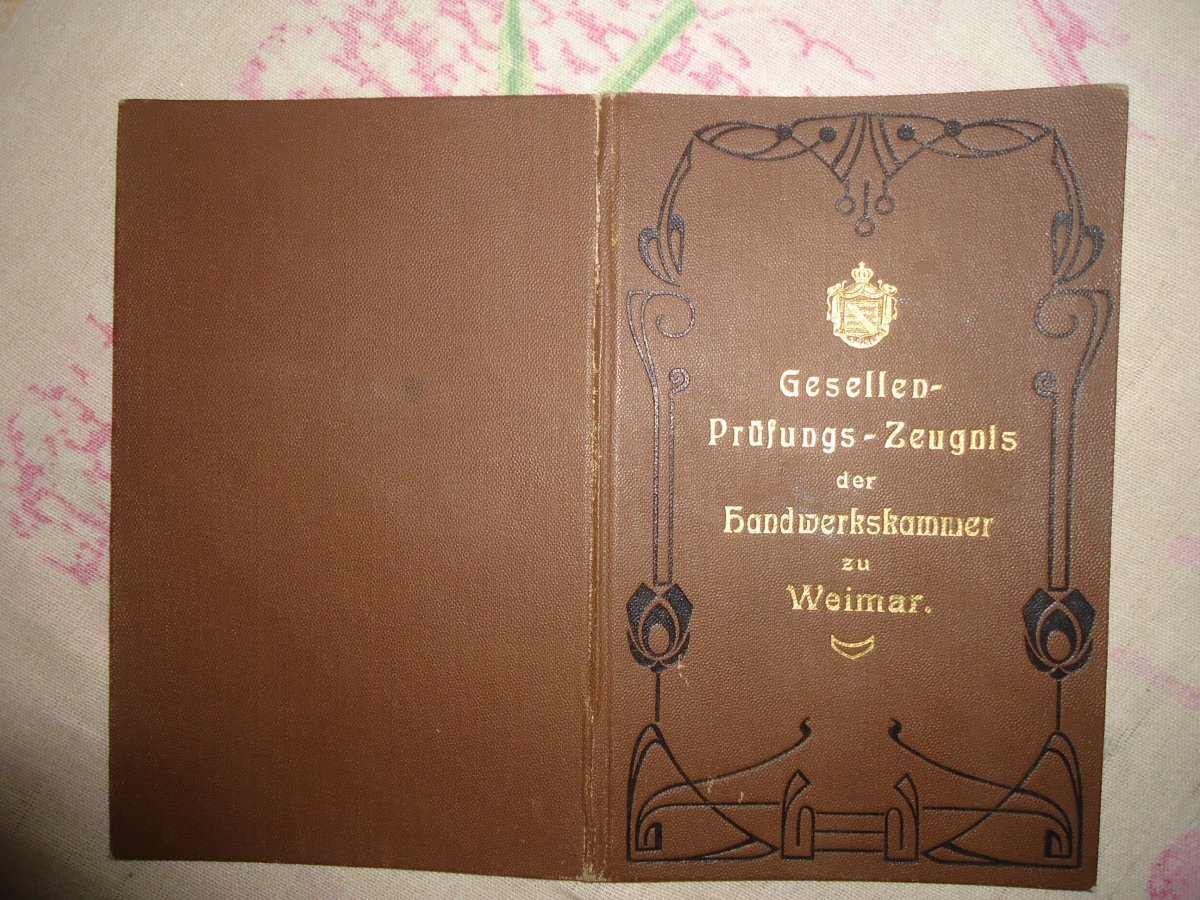 Gesellen-
Prüfungs-Zeugnis
der
Handwerkskammer
zu
Weimar.